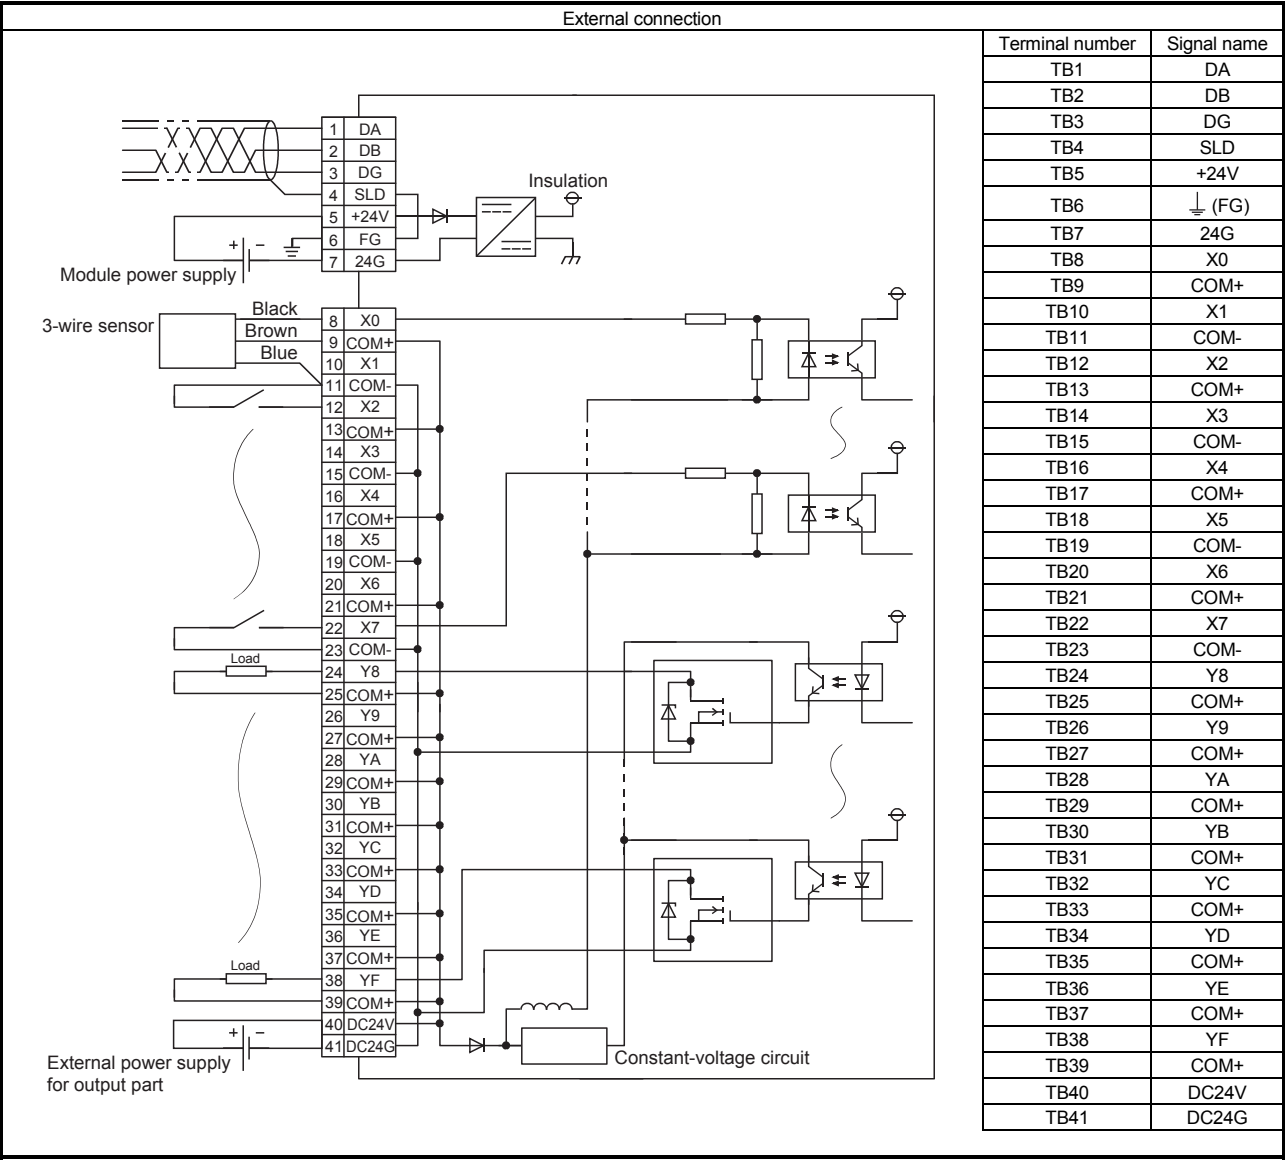 External connection
1 DA
2 DB
3 DG
4 SLD
5 +24V
6 FG
7 24G
Insulation
+ −
Module power supply
3-wire sensor
Black
Brown
Blue
8 X0
9 COM+
10 X1
11 COM-
12 X2
13 COM+
14 X3
15 COM-
16 X4
17 COM+
18 X5
19 COM-
20 X6
21 COM+
22 X7
23 COM-
Load
24 Y8
25 COM+
26 Y9
27 COM+
28 YA
29 COM+
30 YB
31 COM+
32 YC
33 COM+
34 YD
35 COM+
36 YE
37 COM+
Load
38 YF
39 COM+
40 DC24V
41 DC24G
+ −
External power supply
for output part
Constant-voltage circuit
Terminal number Signal name
TB1 DA
TB2 DB
TB3 DG
TB4 SLD
TB5 +24V
TB6 (FG)
TB7 24G
TB8 X0
TB9 COM+
TB10 X1
TB11 COM-
TB12 X2
TB13 COM+
TB14 X3
TB15 COM-
TB16 X4
TB17 COM+
TB18 X5
TB19 COM-
TB20 X6
TB21 COM+
TB22 X7
TB23 COM-
TB24 Y8
TB25 COM+
TB26 Y9
TB27 COM+
TB28 YA
TB29 COM+
TB30 YB
TB31 COM+
TB32 YC
TB33 COM+
TB34 YD
TB35 COM+
TB36 YE
TB37 COM+
TB38 YF
TB39 COM+
TB40 DC24V
TB41 DC24G